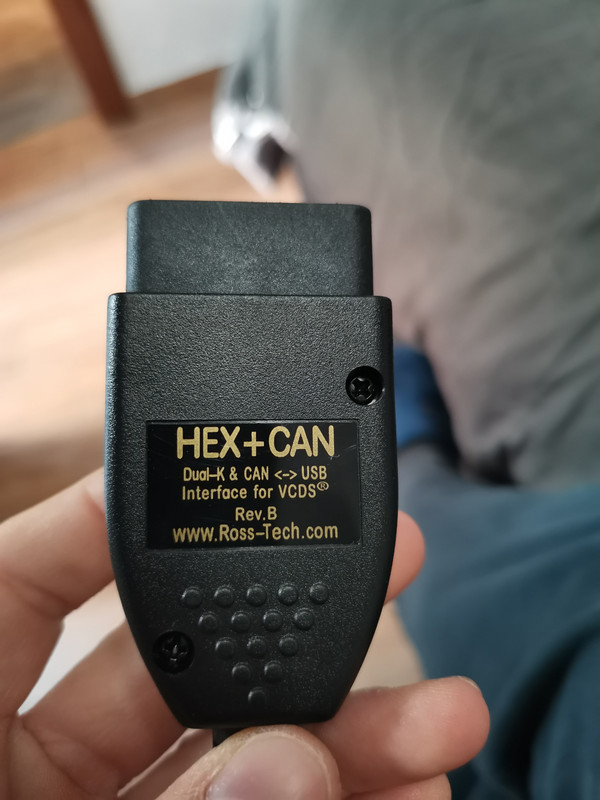 HEX+CAN
Dual-K & CAN <-> USB
Interface for VCDS®
Rev.B
www.Ross-Tech.com